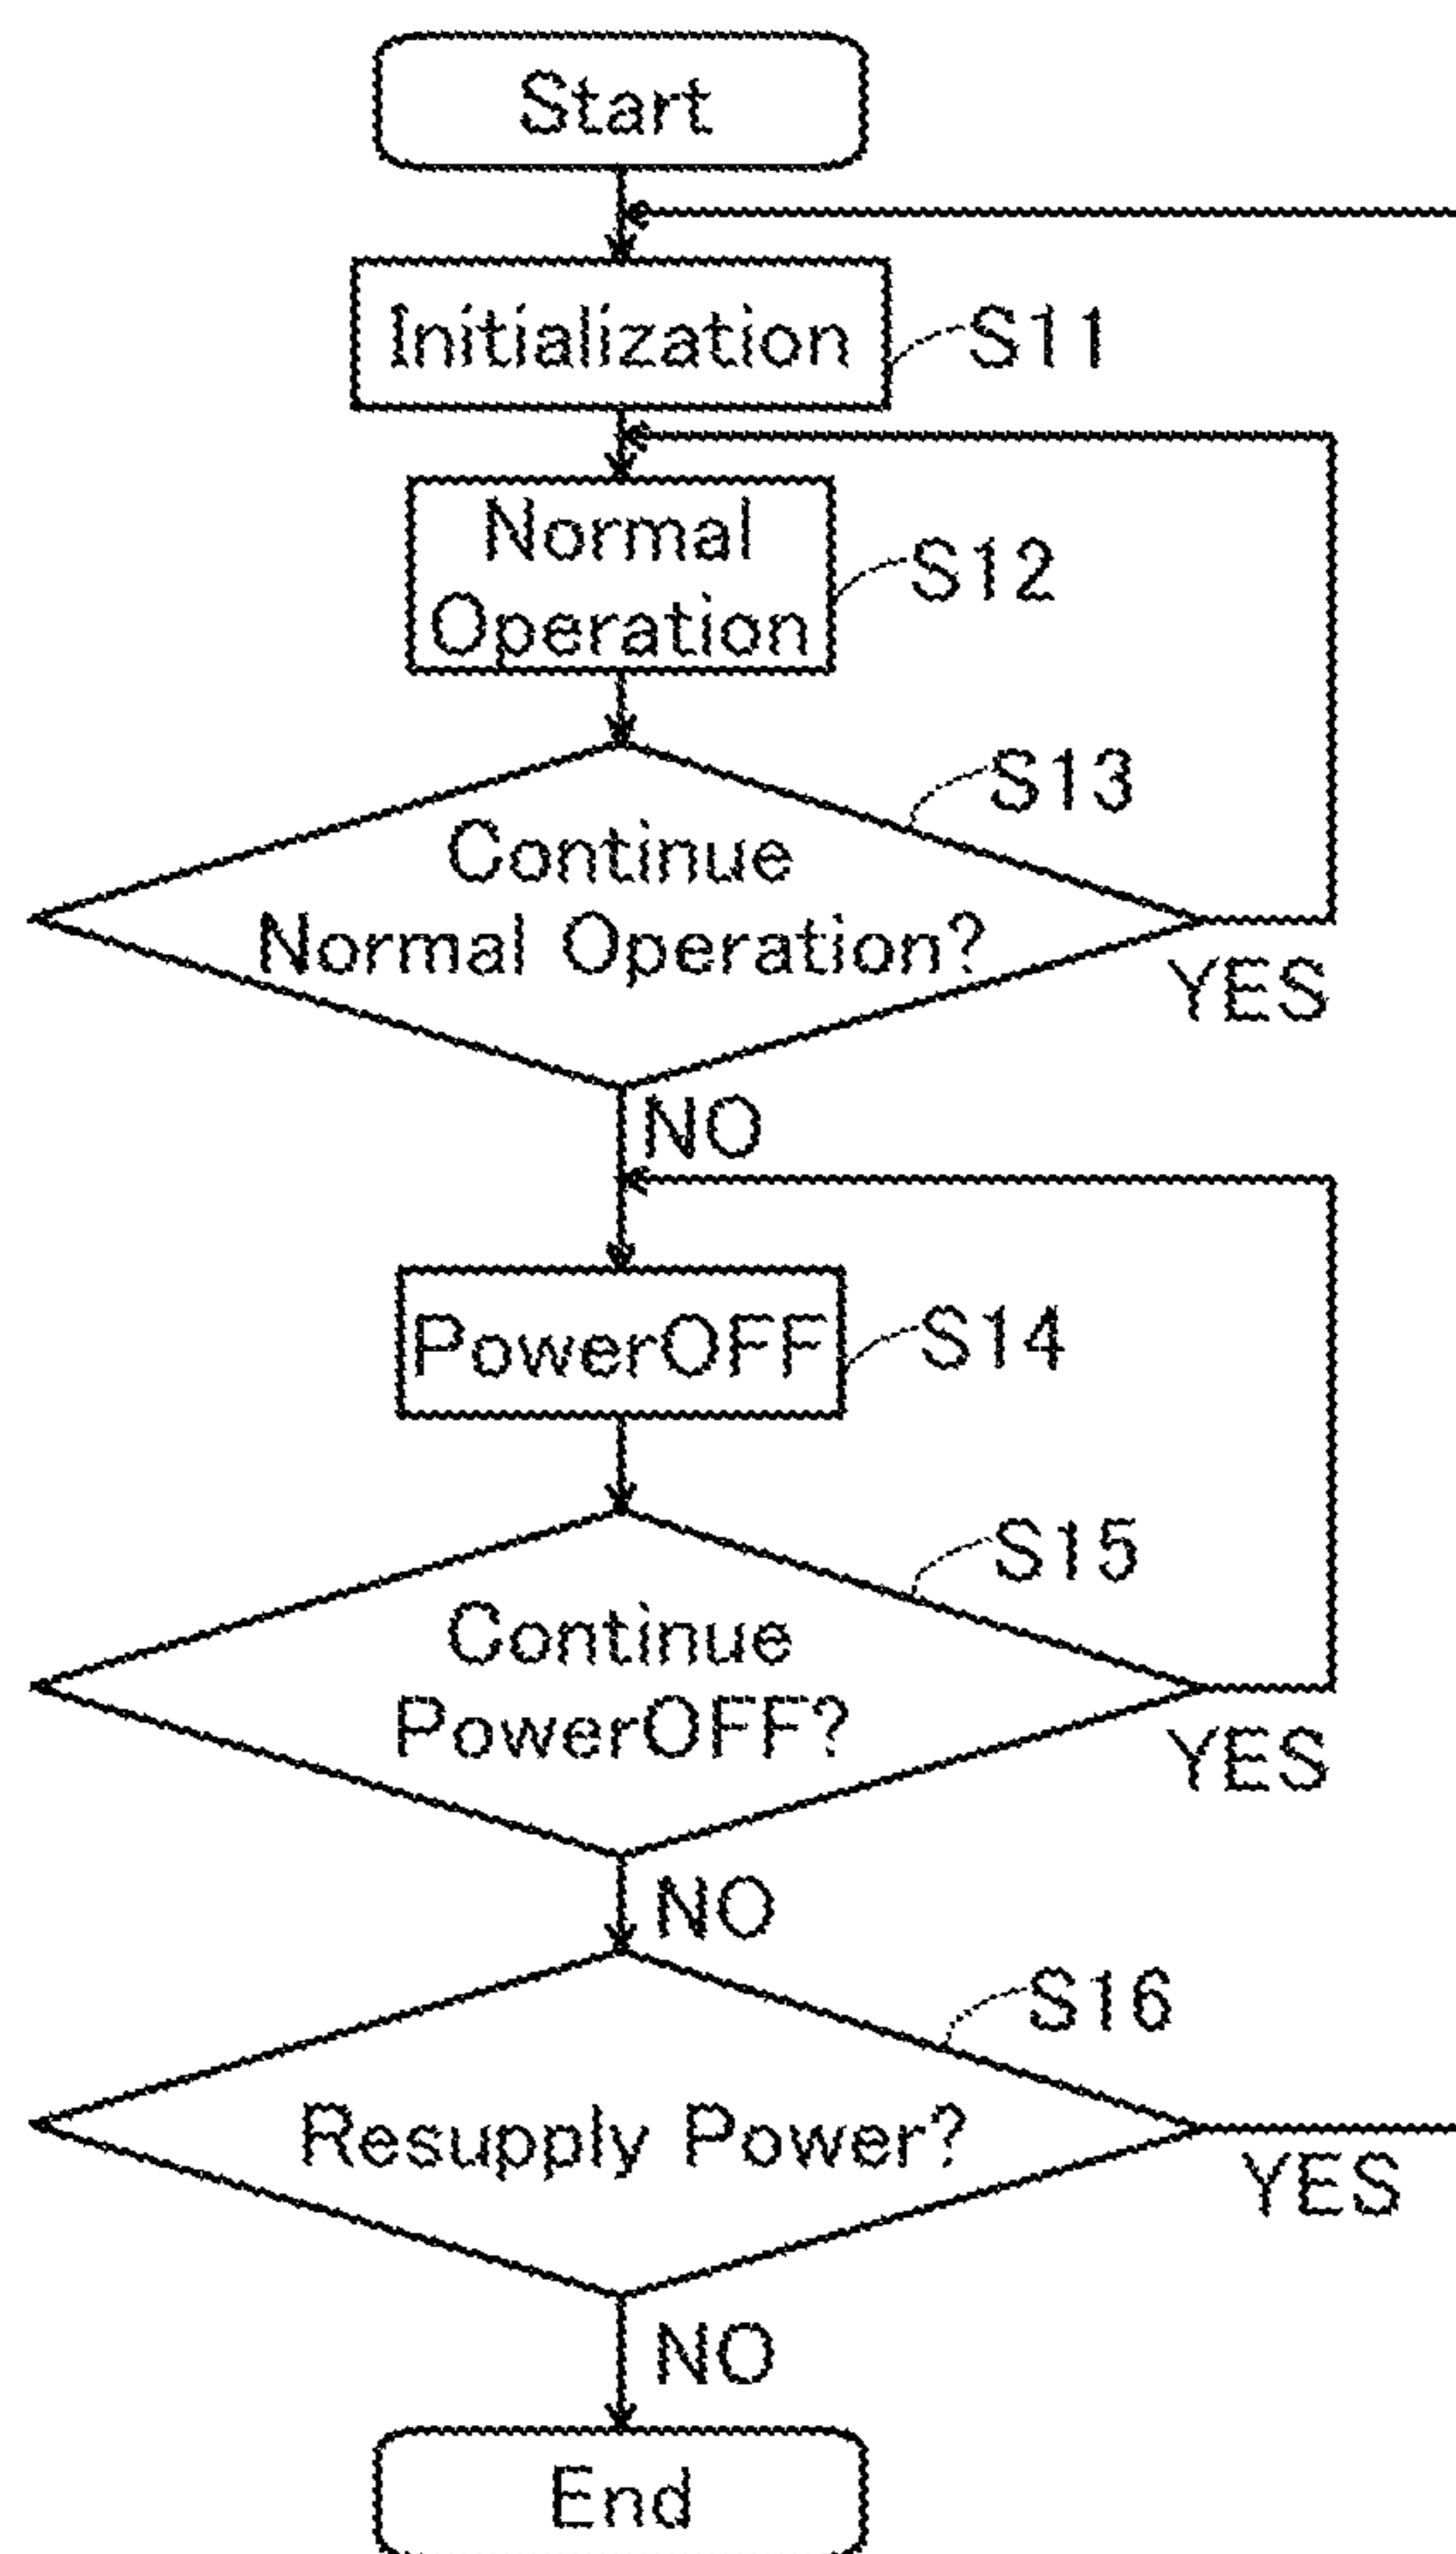 Start
Initialization
S11
Normal
Operation
S12
S13
Continue
Normal Operation?
YES
NO
PowerOFF
S14
S15
Continue
PowerOFF?
YES
NO
S16
Resupply Power?
YES
NO
End